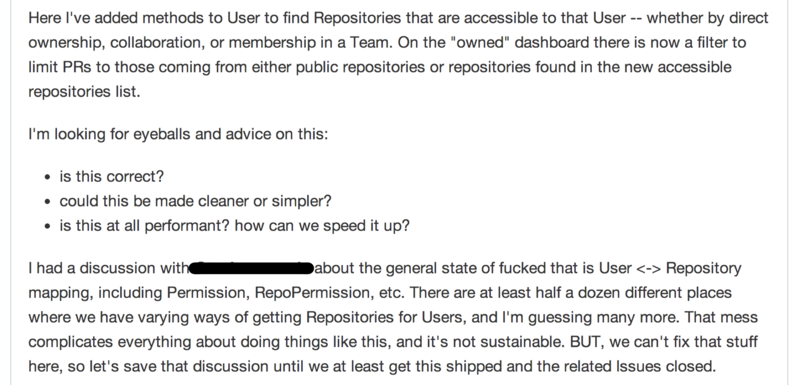 Here I've added methods to User to find Repositories that are accessible to that User -- whether by direct
ownership, collaboration, or membership in a Team. On the "owned" dashboard there is now a filter to
limit PRs to those coming from either public repositories or repositories found in the new accessible
repositories list.
I'm looking for eyeballs and advice on this:
• is this correct?
• could this be made cleaner or simpler?
• is this at all performant? how can we speed it up?
I had a discussion with about the general state of fucked that is User <-> Repository
mapping, including Permission, RepoPermission, etc. There are at least half a dozen different places
where we have varying ways of getting Repositories for Users, and I'm guessing many more. That mess
complicates everything about doing things like this, and it's not sustainable. BUT, we can't fix that stuff
here, so let's save that discussion until we at least get this shipped and the related Issues closed.